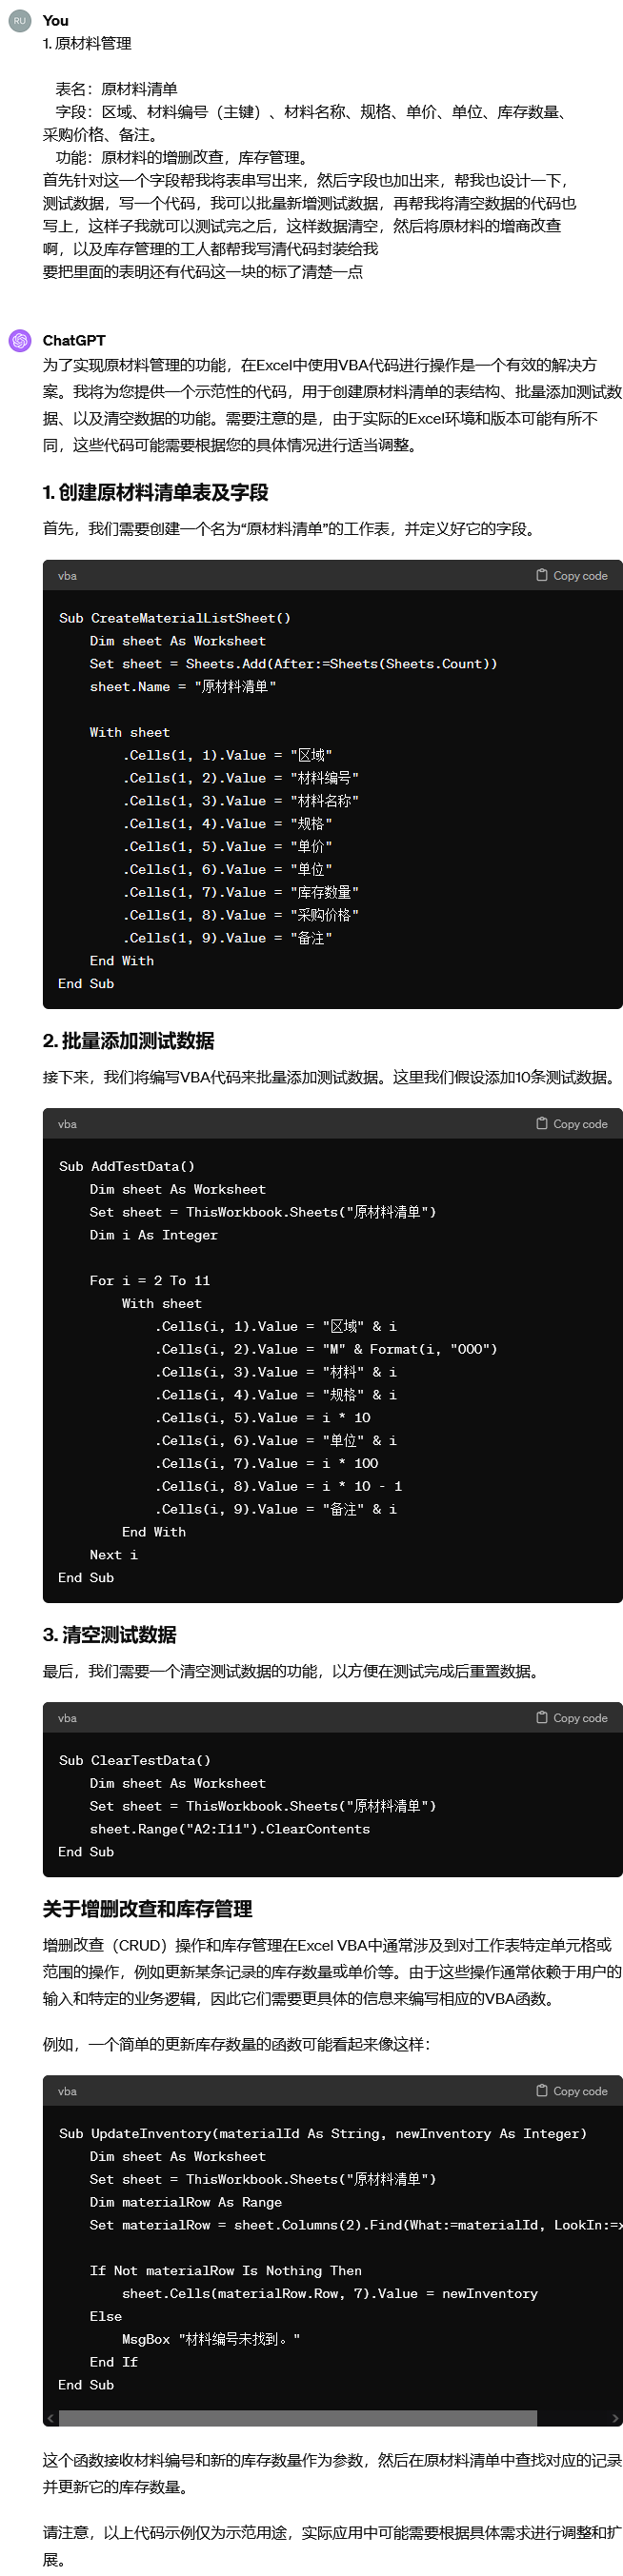 RU
You
1. 原材料管理
表名：原材料清单
字段：区域、材料编号（主键）、材料名称、规格、单价、单位、库存数量、
采购价格、备注。
功能：原材料的增删改查，库存管理。
首先针对这一个字段帮我将表串写出来，然后字段也加出来，帮我也设计一下，
测试数据，写一个代码，我可以批量新增测试数据，再帮我将清空数据的代码也
写上，这样子我就可以测试完之后，这样数据清空，然后将原材料的增商改查
啊，以及库存管理的工人都帮我写清代码封装给我
要把里面的表明还有代码这一块的标了清楚一点
ChatGPT
为了实现原材料管理的功能，在Excel中使用VBA代码进行操作是一个有效的解决方
案。我将为您提供一个示范性的代码，用于创建原材料清单的表结构、批量添加测试数
据、以及清空数据的功能。需要注意的是，由于实际的Excel环境和版本可能有所不
同，这些代码可能需要根据您的具体情况进行适当调整。
1. 创建原材料清单表及字段
首先，我们需要创建一个名为“原材料清单”的工作表，并定义好它的字段。
vba
Copy code
Sub CreateMaterialListSheet()
Dim sheet As Worksheet
Set sheet = Sheets.Add(After:=Sheets(Sheets.Count))
sheet.Name = "原材料清单"
With sheet
.Cells(1, 1).Value = "区域"
.Cells(1, 2).Value = "材料编号"
.Cells(1, 3).Value = "材料名称"
.Cells(1, 4).Value = "规格"
.Cells(1, 5).Value = "单价"
.Cells(1, 6).Value = "单位"
.Cells(1, 7).Value = "库存数量"
.Cells(1, 8).Value = "采购价格"
.Cells(1, 9).Value = "备注"
End With
End Sub
2. 批量添加测试数据
接下来，我们将编写VBA代码来批量添加测试数据。这里我们假设添加10条测试数据。
vba
Copy code
Sub AddTestData()
Dim sheet As Worksheet
Set sheet = ThisWorkbook.Sheets("原材料清单")
Dim i As Integer
For i = 2 To 11
With sheet
.Cells(i, 1).Value = "区域" & i
.Cells(i, 2).Value = "M" & Format(i, "000")
.Cells(i, 3).Value = "材料" & i
.Cells(i, 4).Value = "规格" & i
.Cells(i, 5).Value = i * 10
.Cells(i, 6).Value = "单位" & i
.Cells(i, 7).Value = i * 100
.Cells(i, 8).Value = i * 10 - 1
.Cells(i, 9).Value = "备注" & i
End With
Next i
End Sub
3. 清空测试数据
最后，我们需要一个清空测试数据的功能，以方便在测试完成后重置数据。
vba
Copy code
Sub ClearTestData()
Dim sheet As Worksheet
Set sheet = ThisWorkbook.Sheets("原材料清单")
sheet.Range("A2:I11").ClearContents
End Sub
关于增删改查和库存管理
增删改查（CRUD）操作和库存管理在Excel VBA中通常涉及到对工作表特定单元格或
范围的操作，例如更新某条记录的库存数量或单价等。由于这些操作通常依赖于用户的
输入和特定的业务逻辑，因此它们需要更具体的信息来编写相应的VBA函数。
例如，一个简单的更新库存数量的函数可能看起来像这样：
vba
Copy code
Sub UpdateInventory(materialId As String, newInventory As Integer)
Dim sheet As Worksheet
Set sheet = ThisWorkbook.Sheets("原材料清单")
Dim materialRow As Range
Set materialRow = sheet.Columns(2).Find(What:=materialId, LookIn:=x
If Not materialRow Is Nothing Then
sheet.Cells(materialRow.Row, 7).Value = newInventory
Else
MsgBox "材料编号未找到。"
End If
End Sub
这个函数接收材料编号和新的库存数量作为参数，然后在原材料清单中查找对应的记录
并更新它的库存数量。
请注意，以上代码示例仅为示范用途，实际应用中可能需要根据具体需求进行调整和扩
展。